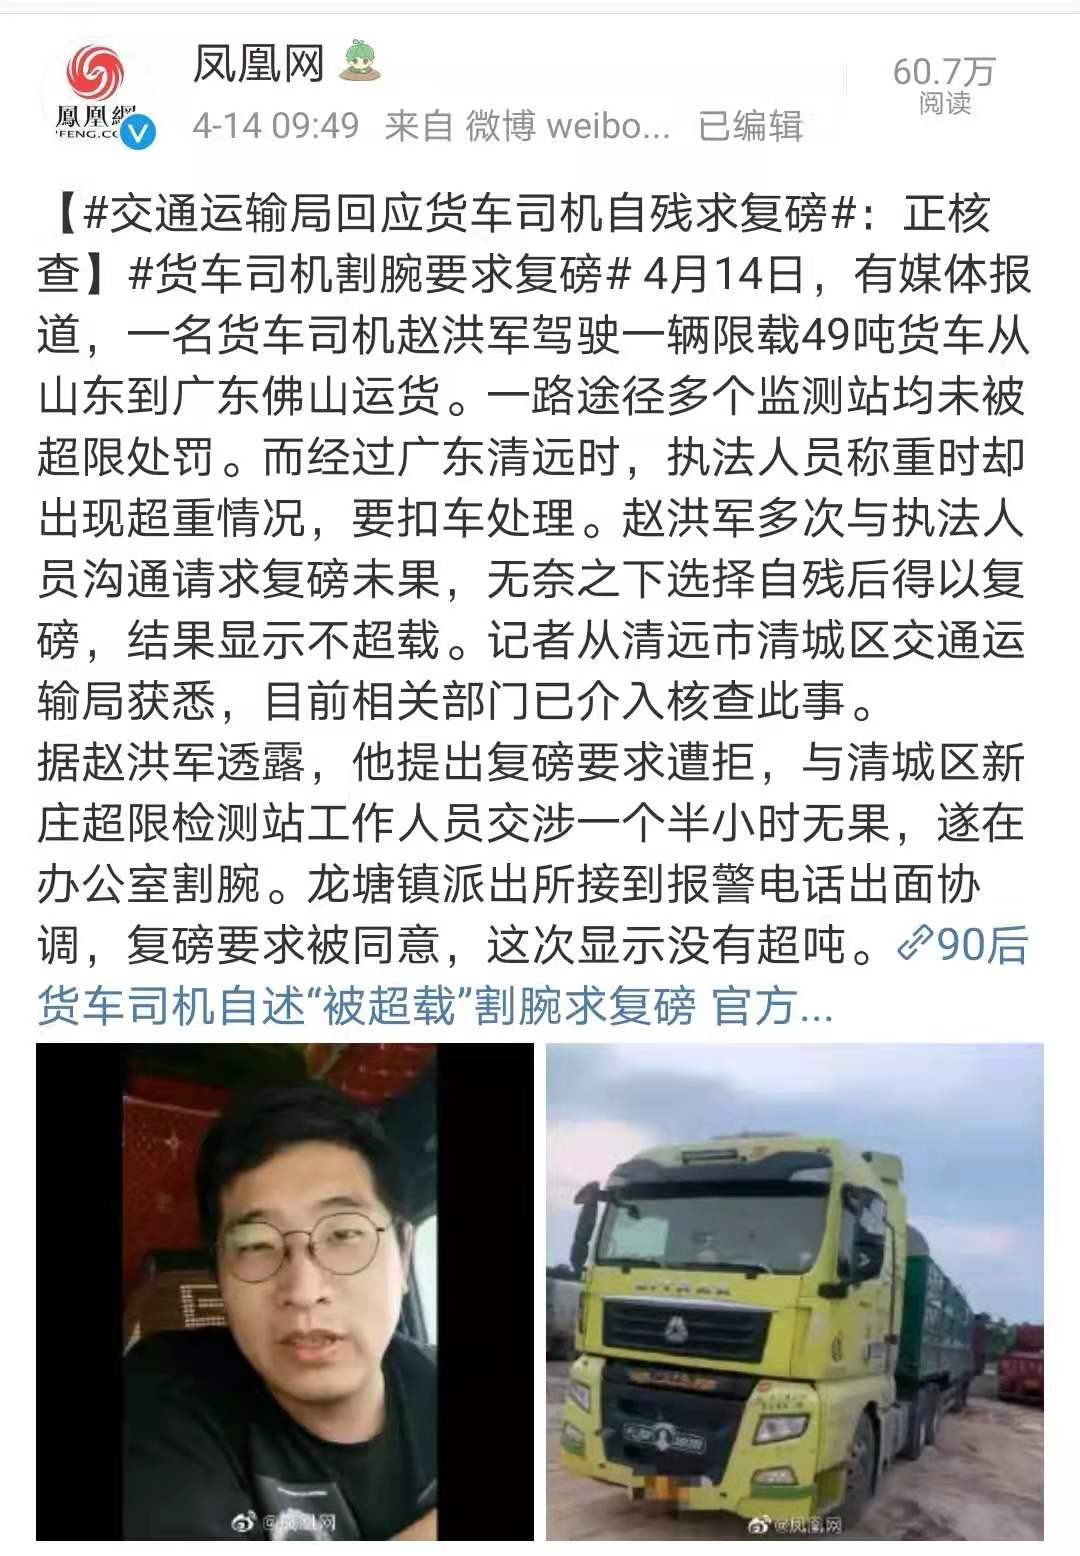 凤凰网
60.7万
阅读
鳳凰網
FENG.CO
4-14 09:49 来自 微博 weibo... 已编辑
【#交通运输局回应货车司机自残求复磅#：正核
查】#货车司机割腕要求复磅# 4月14日，有媒体报
道，一名货车司机赵洪军驾驶一辆限载49吨货车从
山东到广东佛山运货。一路途径多个监测站均未被
超限处罚。而经过广东清远时，执法人员称重时却
出现超重情况，要扣车处理。赵洪军多次与执法人
员沟通请求复磅未果，无奈之下选择自残后得以复
磅，结果显示不超载。记者从清远市清城区交通运
输局获悉，目前相关部门已介入核查此事。
据赵洪军透露，他提出复磅要求遭拒，与清城区新
庄超限检测站工作人员交涉一个半小时无果，遂在
办公室割腕。龙塘镇派出所接到报警电话出面协
调，复磅要求被同意，这次显示没有超吨。90后
货车司机自述“被超载”割腕求复磅 官方...
SITRAK
@凤凰网
@凤凰网